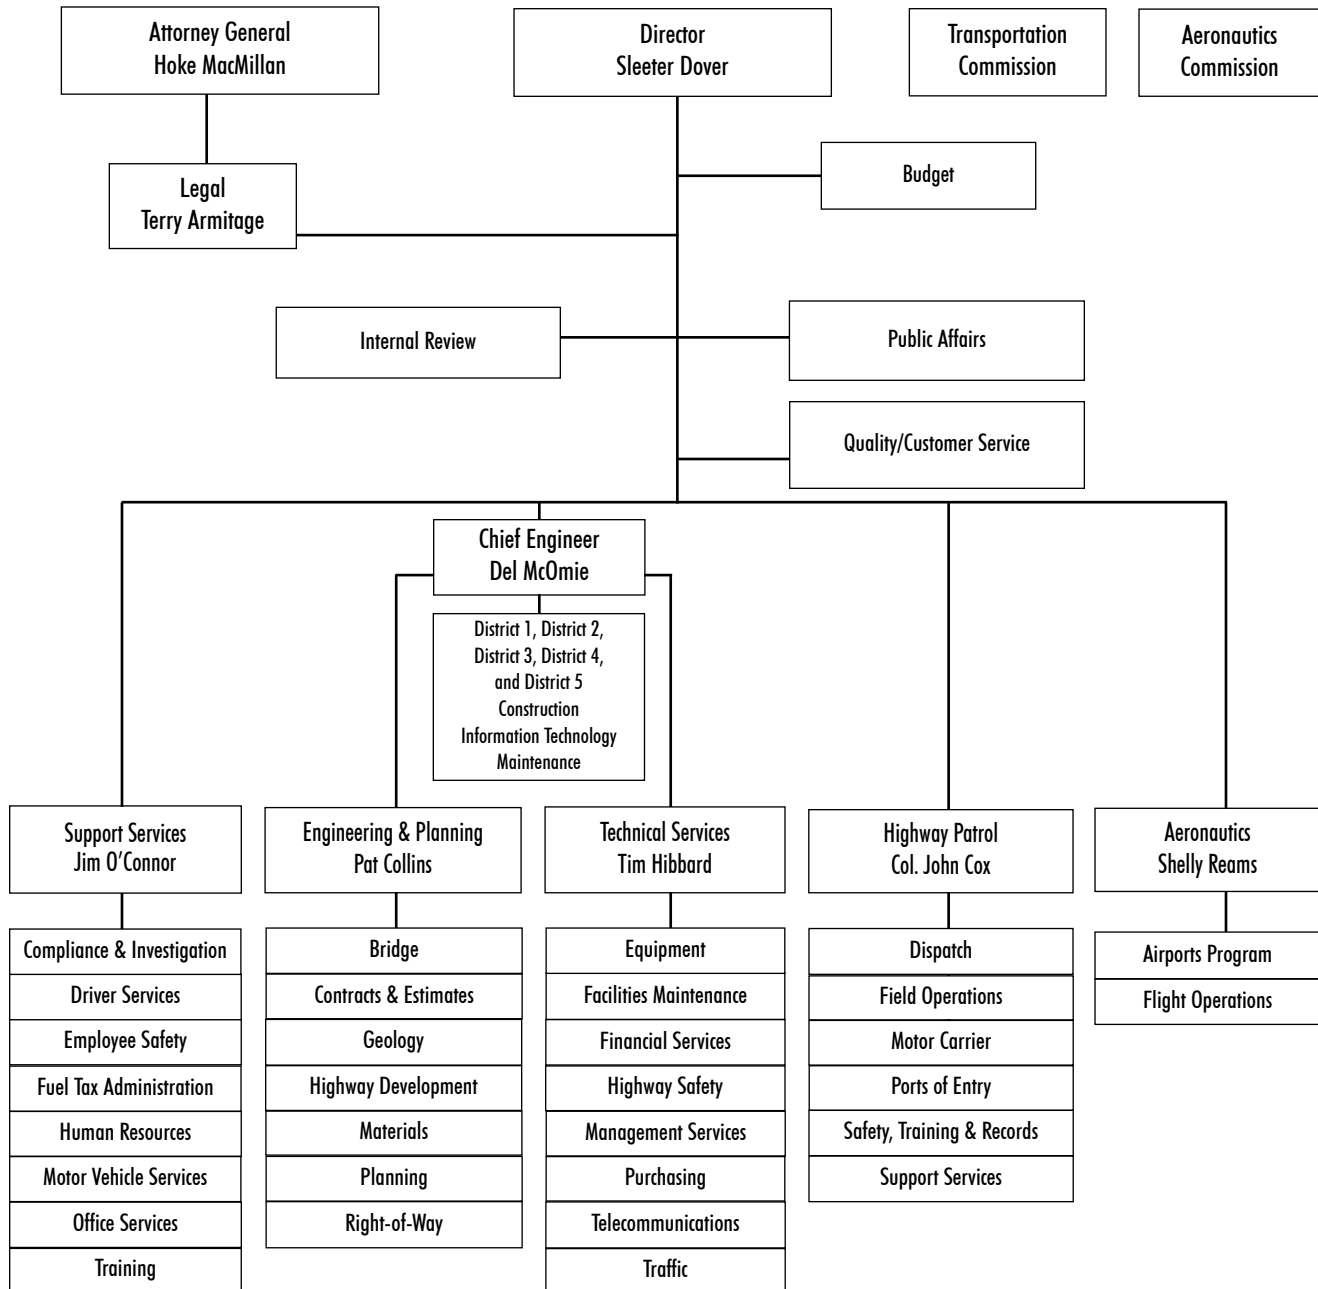 Attorney General
Hoke MacMillan
Director
Sleeter Dover
Transportation
Commission
Aeronautics
Commission
Legal
Terry Armitage
Budget
Internal Review
Public Affairs
Quality/Customer Service
Chief Engineer
Del McOmie
District 1, District 2,
District 3, District 4,
and District 5
Construction
Information Technology
Maintenance
Support Services
Jim O’Connor
Engineering & Planning
Pat Collins
Technical Services
Tim Hibbard
Highway Patrol
Col. John Cox
Aeronautics
Shelly Reams
Compliance & Investigation
Driver Services
Employee Safety
Fuel Tax Administration
Human Resources
Motor Vehicle Services
Office Services
Training
Bridge
Contracts & Estimates
Geology
Highway Development
Materials
Planning
Right-of-Way
Equipment
Facilities Maintenance
Financial Services
Highway Safety
Management Services
Purchasing
Telecommunications
Traffic
Dispatch
Field Operations
Motor Carrier
Ports of Entry
Safety, Training & Records
Support Services
Airports Program
Flight Operations